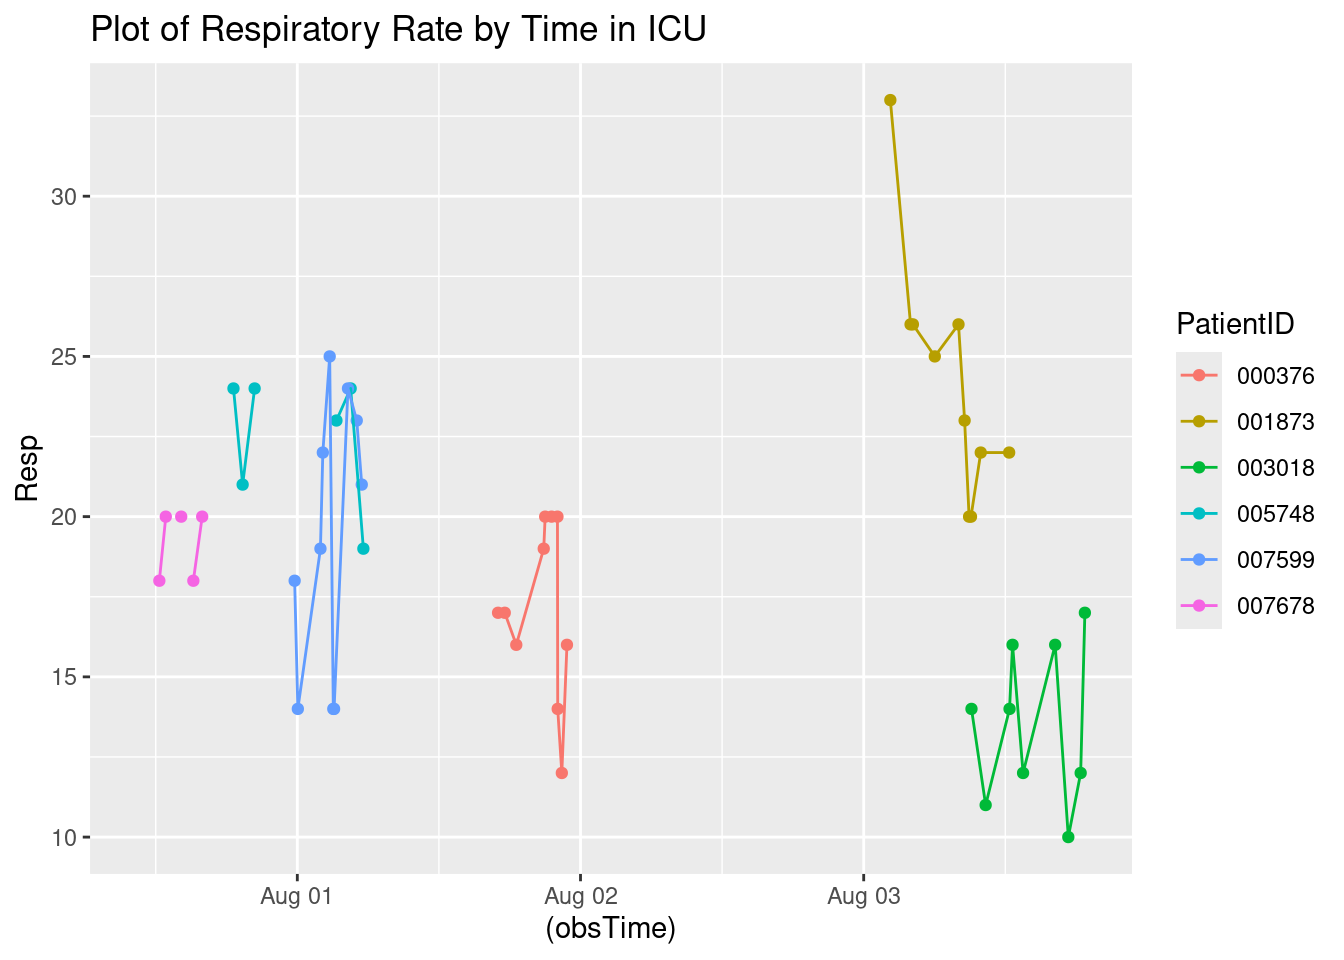 Plot of Respiratory Rate by Time in ICU
30
25
20
15
10
Resp
Aug 01
Aug 02
Aug 03
(obsTime)
PatientID
000376
001873
003018
005748
007599
007678